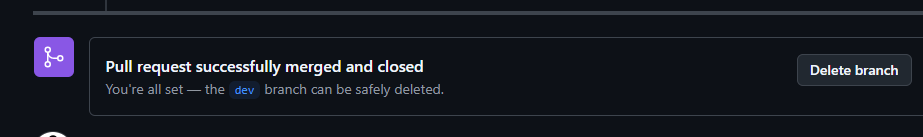 Pull request successfully merged and closed
You're all set — the dev branch can be safely deleted.
Delete branch